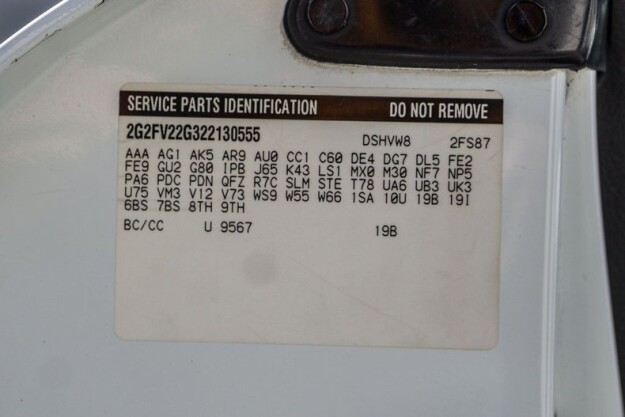 SERVICE PARTS IDENTIFICATION DO NOT REMOVE
2G2FV22G322130555 DSHVW8 2FS87
AAA AG1 AK5 AR9 AU0 CC1 C60 DE4 DG7 DL5 FE2
FE9 GU2 G80 IPB J65 K43 LS1 MX0 M30 NF7 NP5
PA6 PDC PDN QFZ R7C SLM STE T78 UA6 UB3 UK3
U75 VM3 V12 V73 WS9 W55 W66 1SA 10U 19B 19I
6BS 7BS 8TH 9TH
BC/CC U 9567 19B